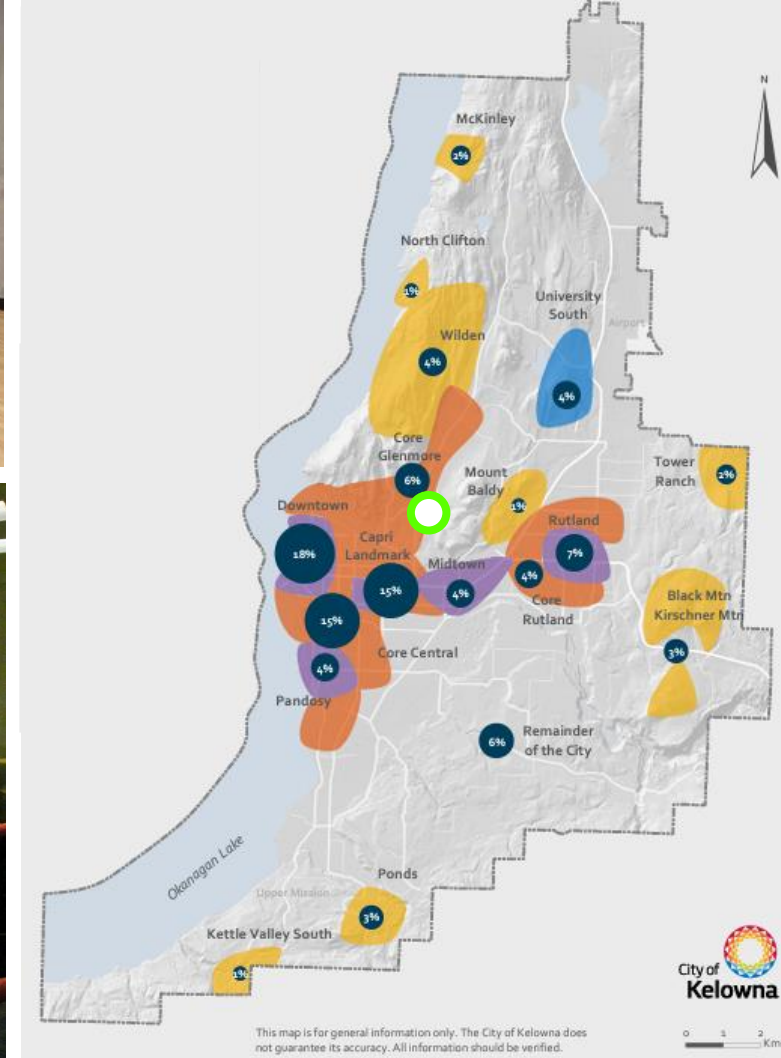 N
McKinley
2%
North Clifton
1%
University
South
Airport
Wilden
4%
4%
Core
Glenmore
6%
Mount
Baldy
1%
Tower
Ranch
2%
Downtown
18%
Capri
Landmark
15%
Midtown
4%
Rutland
7%
4%
Core
Rutland
Black Mtn
Kirschner Mtn
3%
15%
Core Central
4%
Pandosy
6%
Remainder
of the City
Okanagan Lake
Ponds
Upper Mission
3%
Kettle Valley South
1%
City of
Kelowna
This map is for general information only. The City of Kelowna does
not guarantee its accuracy. All information should be verified.
0 1 2
Km